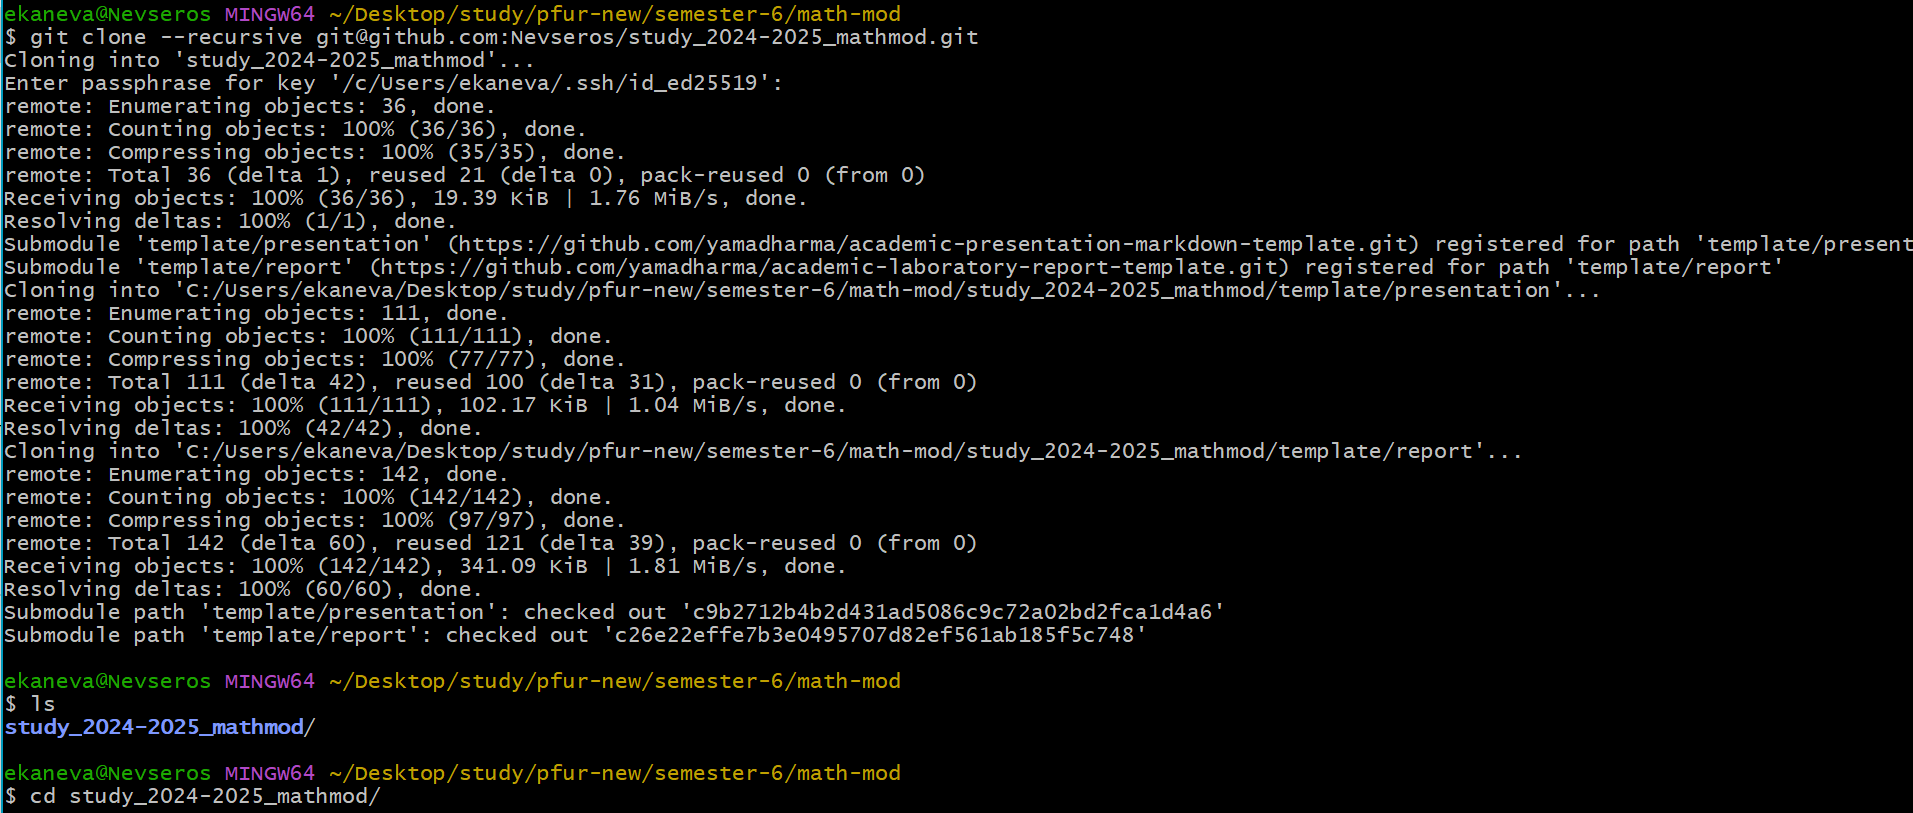 ekaneva@Nevseros MINGW64 ~/Desktop/study/pfur-new/semester-6/math-mod
$ git clone --recursive git@github.com:Nevseros/study_2024-2025_mathmod.git
Cloning into 'study_2024-2025_mathmod'...
Enter passphrase for key '/c/Users/ekaneva/.ssh/id_ed25519':
remote: Enumerating objects: 36, done.
remote: Counting objects: 100% (36/36), done.
remote: Compressing objects: 100% (35/35), done.
remote: Total 36 (delta 1), reused 21 (delta 0), pack-reused 0 (from 0)
Receiving objects: 100% (36/36), 19.39 KiB | 1.76 MiB/s, done.
Resolving deltas: 100% (1/1), done.
Submodule 'template/presentation' (https://github.com/yamadharma/academic-presentation-markdown-template.git) registered for path 'template/present
Submodule 'template/report' (https://github.com/yamadharma/academic-laboratory-report-template.git) registered for path 'template/report'
Cloning into 'C:/Users/ekaneva/Desktop/study/pfur-new/semester-6/math-mod/study_2024-2025_mathmod/template/presentation'...
remote: Enumerating objects: 111, done.
remote: Counting objects: 100% (111/111), done.
remote: Compressing objects: 100% (77/77), done.
remote: Total 111 (delta 42), reused 100 (delta 31), pack-reused 0 (from 0)
Receiving objects: 100% (111/111), 102.17 KiB | 1.04 MiB/s, done.
Resolving deltas: 100% (42/42), done.
Cloning into 'C:/Users/ekaneva/Desktop/study/pfur-new/semester-6/math-mod/study_2024-2025_mathmod/template/report'...
remote: Enumerating objects: 142, done.
remote: Counting objects: 100% (142/142), done.
remote: Compressing objects: 100% (97/97), done.
remote: Total 142 (delta 60), reused 121 (delta 39), pack-reused 0 (from 0)
Receiving objects: 100% (142/142), 341.09 KiB | 1.81 MiB/s, done.
Resolving deltas: 100% (60/60), done.
Submodule path 'template/presentation': checked out 'c9b2712b4b2d431ad5086c9c72a02bd2fca1d4a6'
Submodule path 'template/report': checked out 'c26e22effe7b3e0495707d82ef561ab185f5c748'
ekaneva@Nevseros MINGW64 ~/Desktop/study/pfur-new/semester-6/math-mod
$ ls
study_2024-2025_mathmod/
ekaneva@Nevseros MINGW64 ~/Desktop/study/pfur-new/semester-6/math-mod
$ cd study_2024-2025_mathmod/